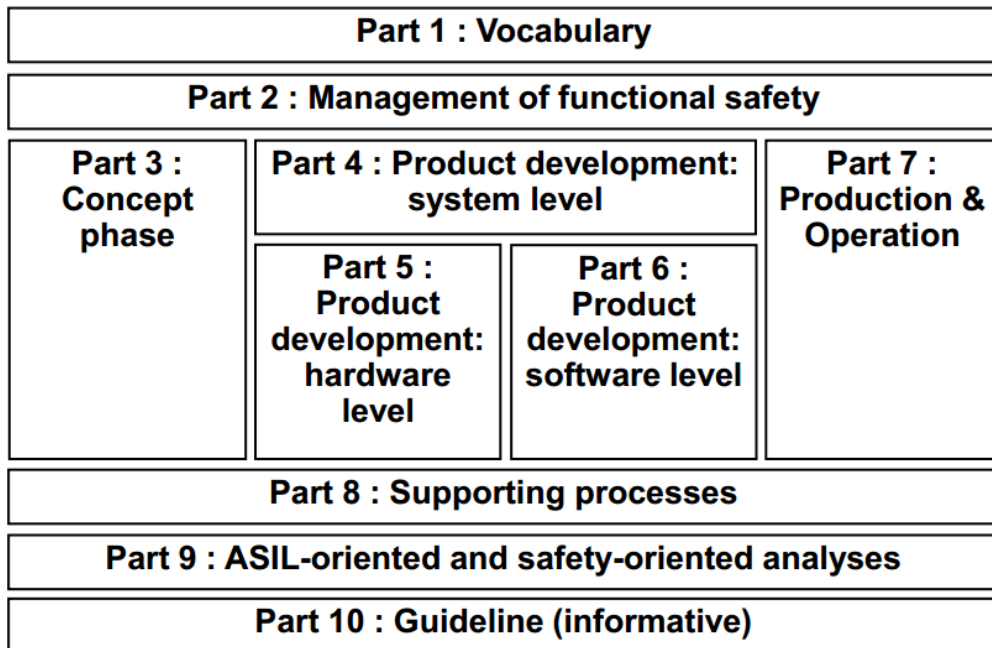 Part 1 : Vocabulary
Part 2 : Management of functional safety
Part 3 :
Concept
phase
Part 4 : Product development:
system level
Part 5 :
Product
development:
hardware
level
Part 6 :
Product
development:
software level
Part 7 :
Production &
Operation
Part 8 : Supporting processes
Part 9 : ASIL-oriented and safety-oriented analyses
Part 10 : Guideline (informative)